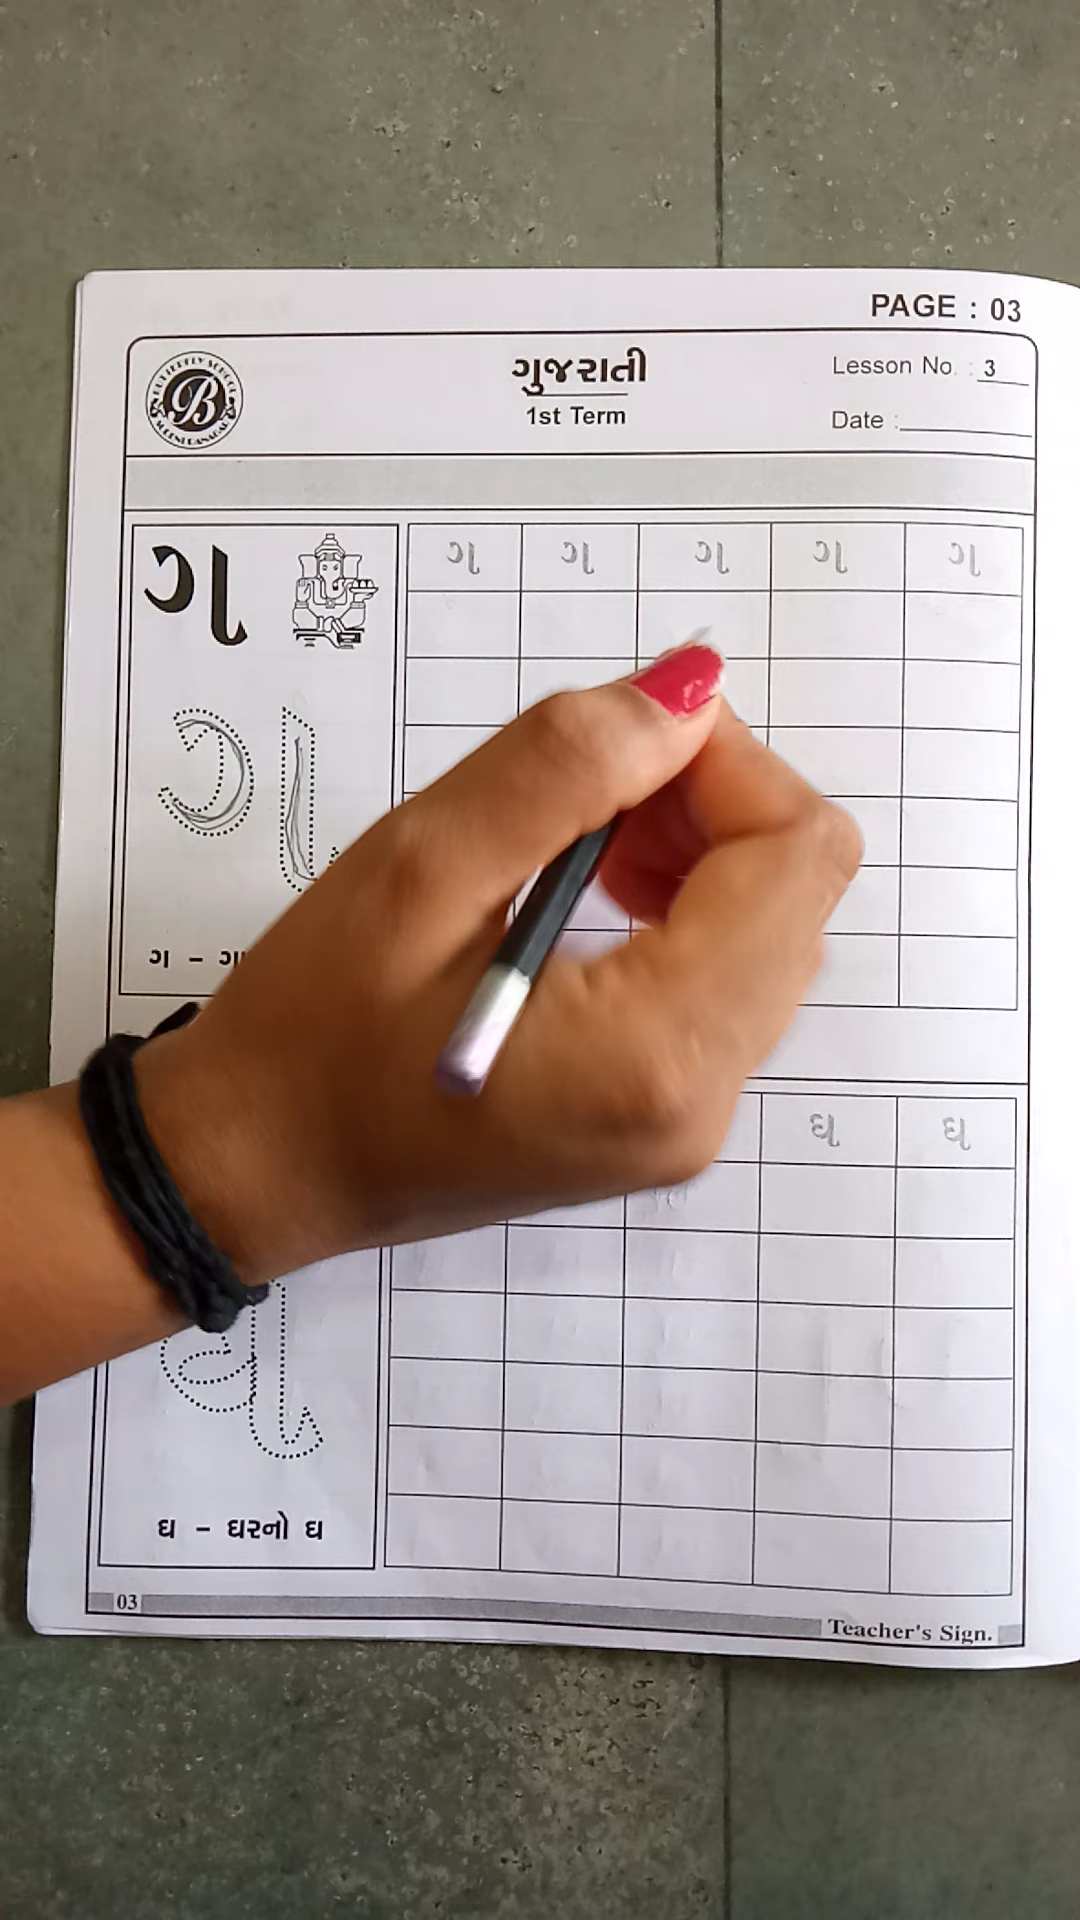 PAGE : 03
ગુજરાતી
1st Term
Lesson No. : 3
Date :
B
ગ
ગ ગ ગ ગ ગ
ગ
ગ –
ઘ ઘ
ઘ
ઘ – ઘરનો ઘ
03
Teacher's Sign.